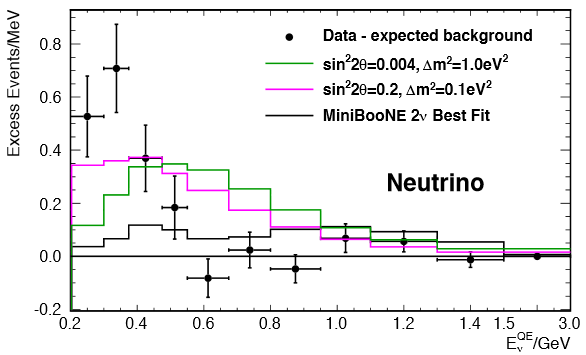 Excess Events/MeV
0.8
0.6
0.4
0.2
0.0
-0.2
Data - expected background
sin²2θ=0.004, Δm²=1.0eV²
sin²2θ=0.2, Δm²=0.1eV²
MiniBooNE 2ν Best Fit
Neutrino
0.2 0.4 0.6 0.8 1.0 1.2 1.4 1.5 3.0
E_ν^QE/GeV